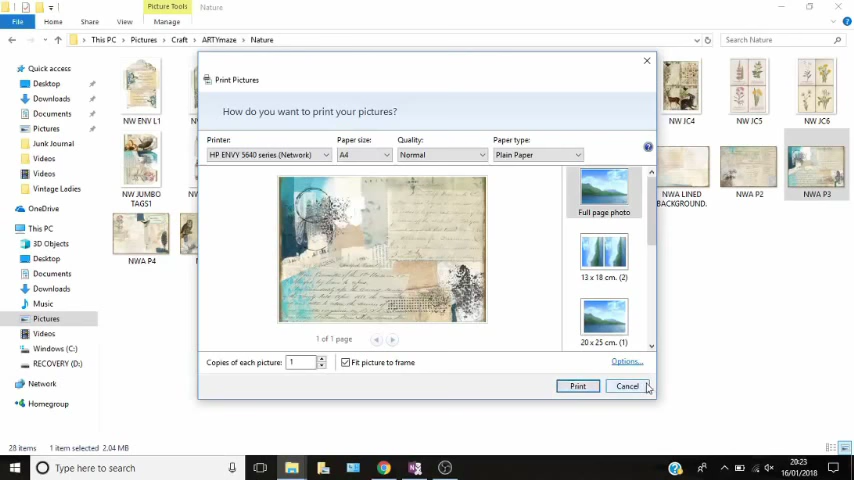 Picture Tools
Nature
File Home Share View Manage
This PC Pictures Craft ARTYmaze Nature
Search Nature
Quick access
Desktop
Downloads
Documents
Pictures
Junk Journal
Videos
Videos
Vintage Ladies
OneDrive
This PC
3D Objects
Desktop
Documents
Downloads
Music
Pictures
Videos
Windows (C:)
RECOVERY (D:)
Network
Homegroup
NW ENV L1
NW JUMBO
TAGS1
NWA P4
Print Pictures
How do you want to print your pictures?
Printer: Paper size: Quality: Paper type:
HP ENVY 5640 series (Network) A4 Normal Plain Paper
Full page photo
13 x 18 cm. (2)
20 x 25 cm. (1)
1 of 1 page
Copies of each picture: 1 Fit picture to frame
Options...
Print Cancel
NW JC4 NW JC5 NW JC6
NWA LINED
BACKGROUND.
NWA P2
NWA P3
28 items 1 item selected 2.04 MB
Type here to search
20:23
16/01/2018